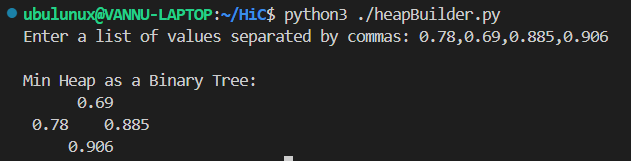 ubulunux@VANNU-LAPTOP:~/HiC$ python3 ./heapBuilder.py
Enter a list of values separated by commas: 0.78,0.69,0.885,0.906
Min Heap as a Binary Tree:
0.69
0.78 0.885
0.906